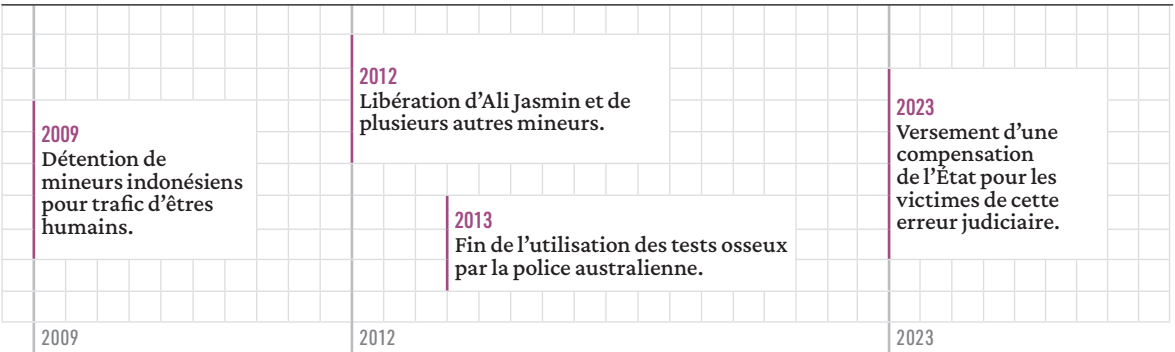 2009
Détention de
mineurs indonésiens
pour trafic d’êtres
humains.
2012
Libération d’Ali Jasmin et de
plusieurs autres mineurs.
2013
Fin de l’utilisation des tests osseux
par la police australienne.
2023
Versement d’une
compensation
de l’État pour les
victimes de cette
erreur judiciaire.
2009
2012
2023